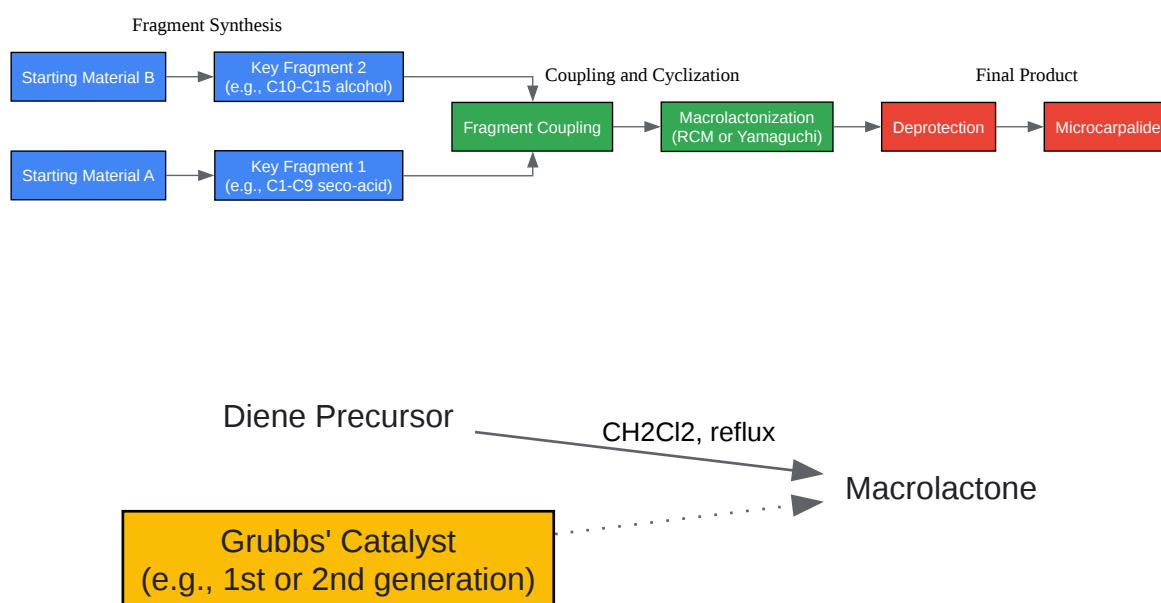 Fragment Synthesis
Starting Material B
Key Fragment 2
(e.g., C10-C15 alcohol)
Coupling and Cyclization
Final Product
Fragment Coupling
Macrolactonization
(RCM or Yamaguchi)
Deprotection
Microcarpalide
Starting Material A
Key Fragment 1
(e.g., C1-C9 seco-acid)
Diene Precursor
CH2Cl2, reflux
Macrolactone
Grubbs' Catalyst
(e.g., 1st or 2nd generation)